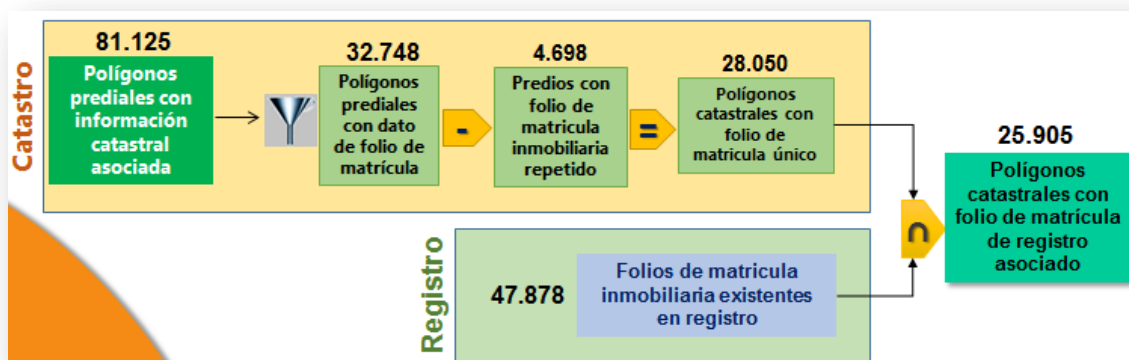 Catastro
81.125
Polígonos
prediales con
información
catastral
asociada
32.748
Polígonos
prediales
con dato
de folio de
matrícula
-
4.698
Predios con
folio de
matricula
inmobiliaria
repetido
=
28.050
Polígonos
catastrales con
folio de
matricula único
∩
25.905
Polígonos
catastrales con
folio de matrícula
de registro
asociado
Registro
47.878
Folios de matricula
inmobiliaria existentes
en registro